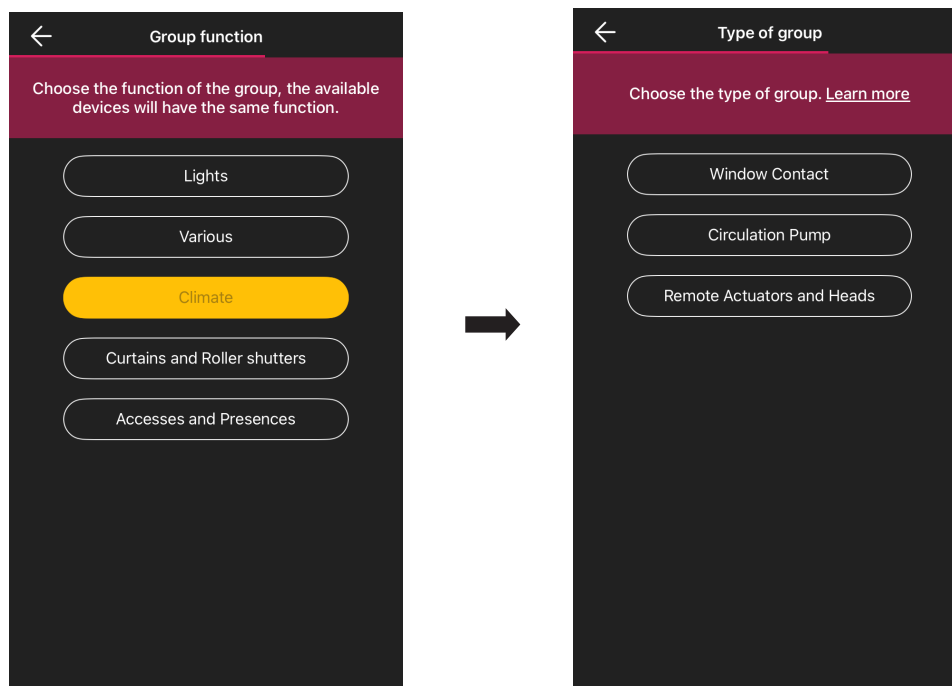 Group function
Choose the function of the group, the available
devices will have the same function.
Lights
Various
Climate
Curtains and Roller shutters
Accesses and Presences
Type of group
Choose the type of group. Learn more
Window Contact
Circulation Pump
Remote Actuators and Heads